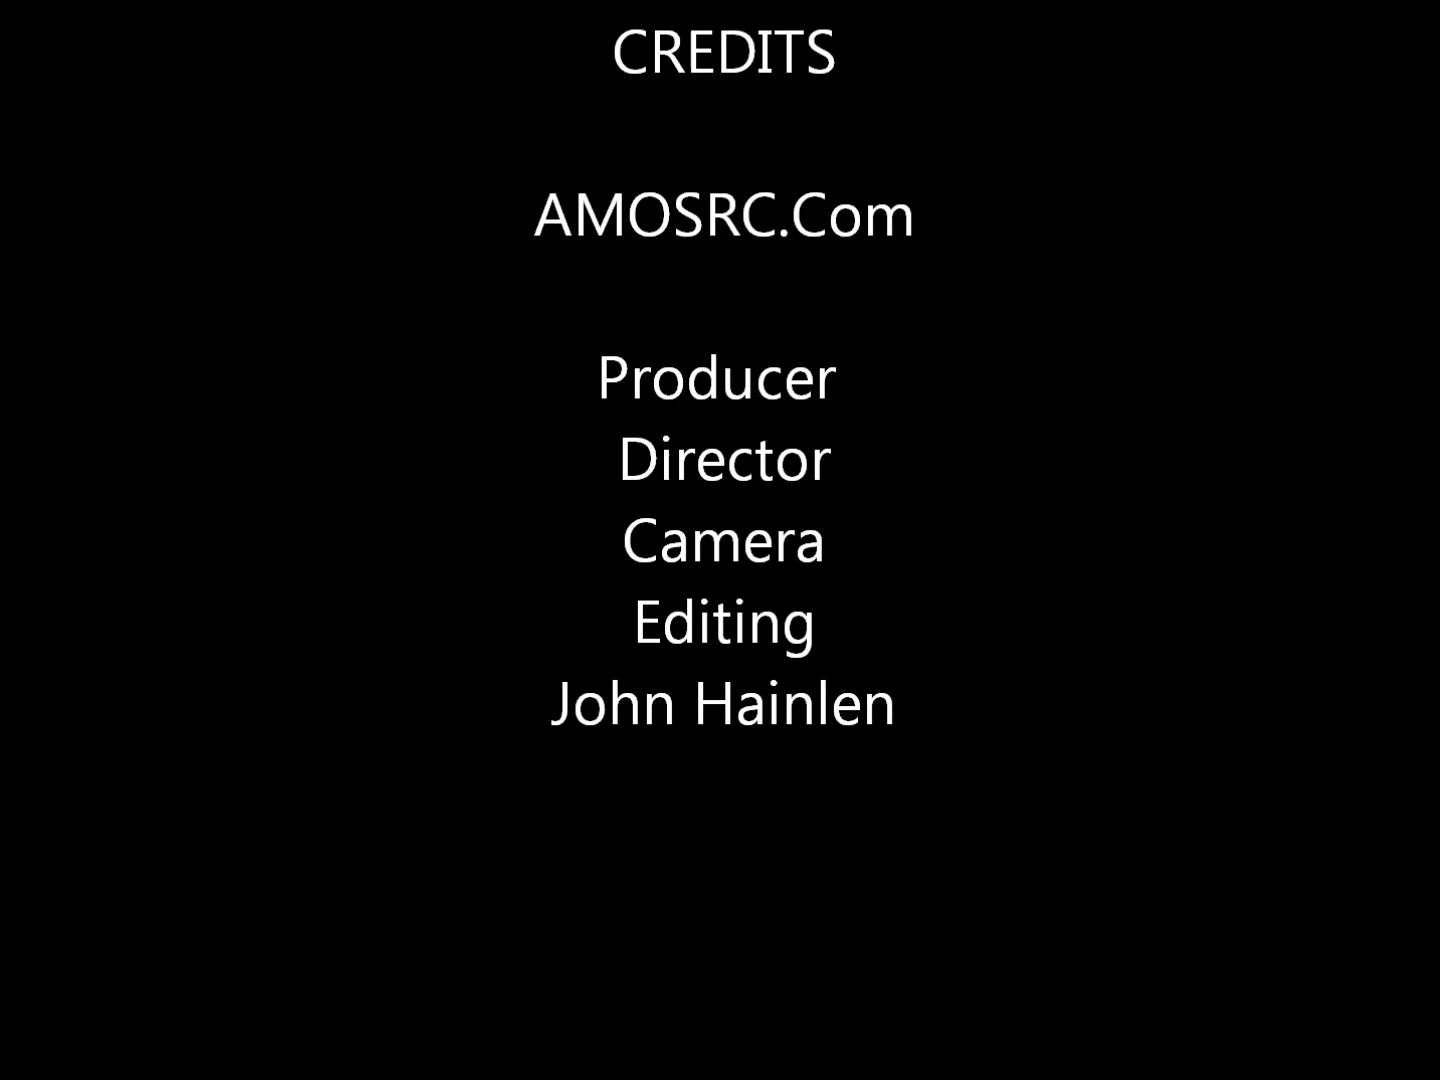 CREDITS
AMOSRC.Com
Producer
Director
Camera
Editing
John Hainlen